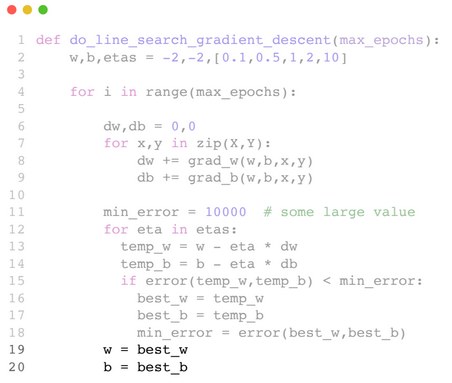 1 def do_line_search_gradient_descent(max_epochs):
2 w,b,etas = -2,-2,[0.1,0.5,1,2,10]
3
4 for i in range(max_epochs):
5
6 dw,db = 0,0
7 for x,y in zip(X,Y):
8 dw += grad_w(w,b,x,y)
9 db += grad_b(w,b,x,y)
10
11 min_error = 10000 # some large value
12 for eta in etas:
13 temp_w = w - eta * dw
14 temp_b = b - eta * db
15 if error(temp_w,temp_b) < min_error:
16 best_w = temp_w
17 best_b = temp_b
18 min_error = error(best_w,best_b)
19 w = best_w
20 b = best_b